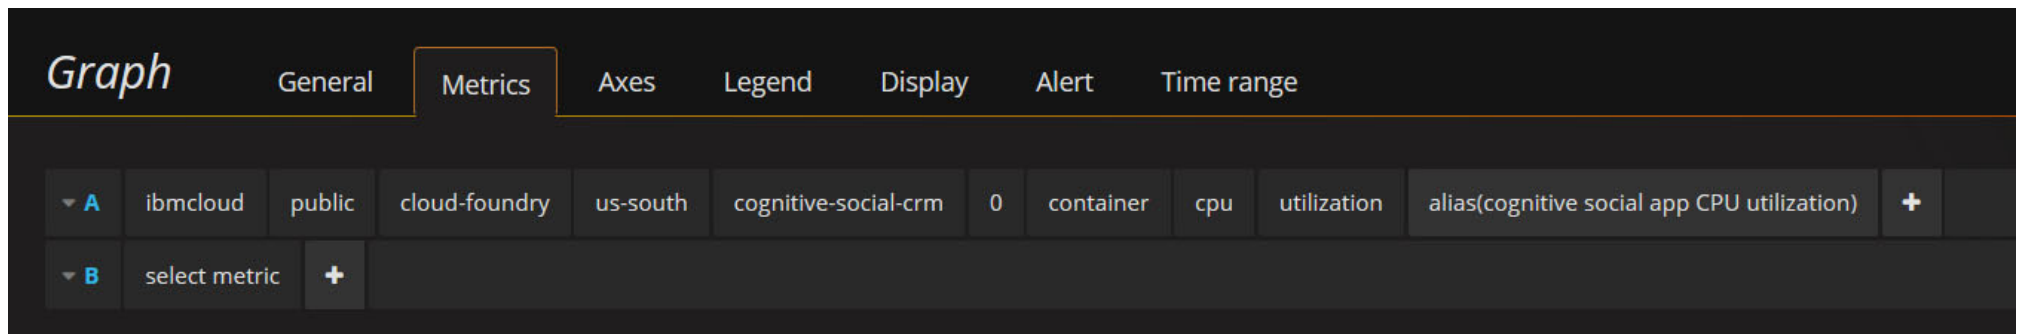 Graph General Metrics Axes Legend Display Alert Time range
A ibmcloud public cloud-foundry us-south cognitive-social-crm 0 container cpu utilization alias(cognitive social app CPU utilization) +
B select metric +